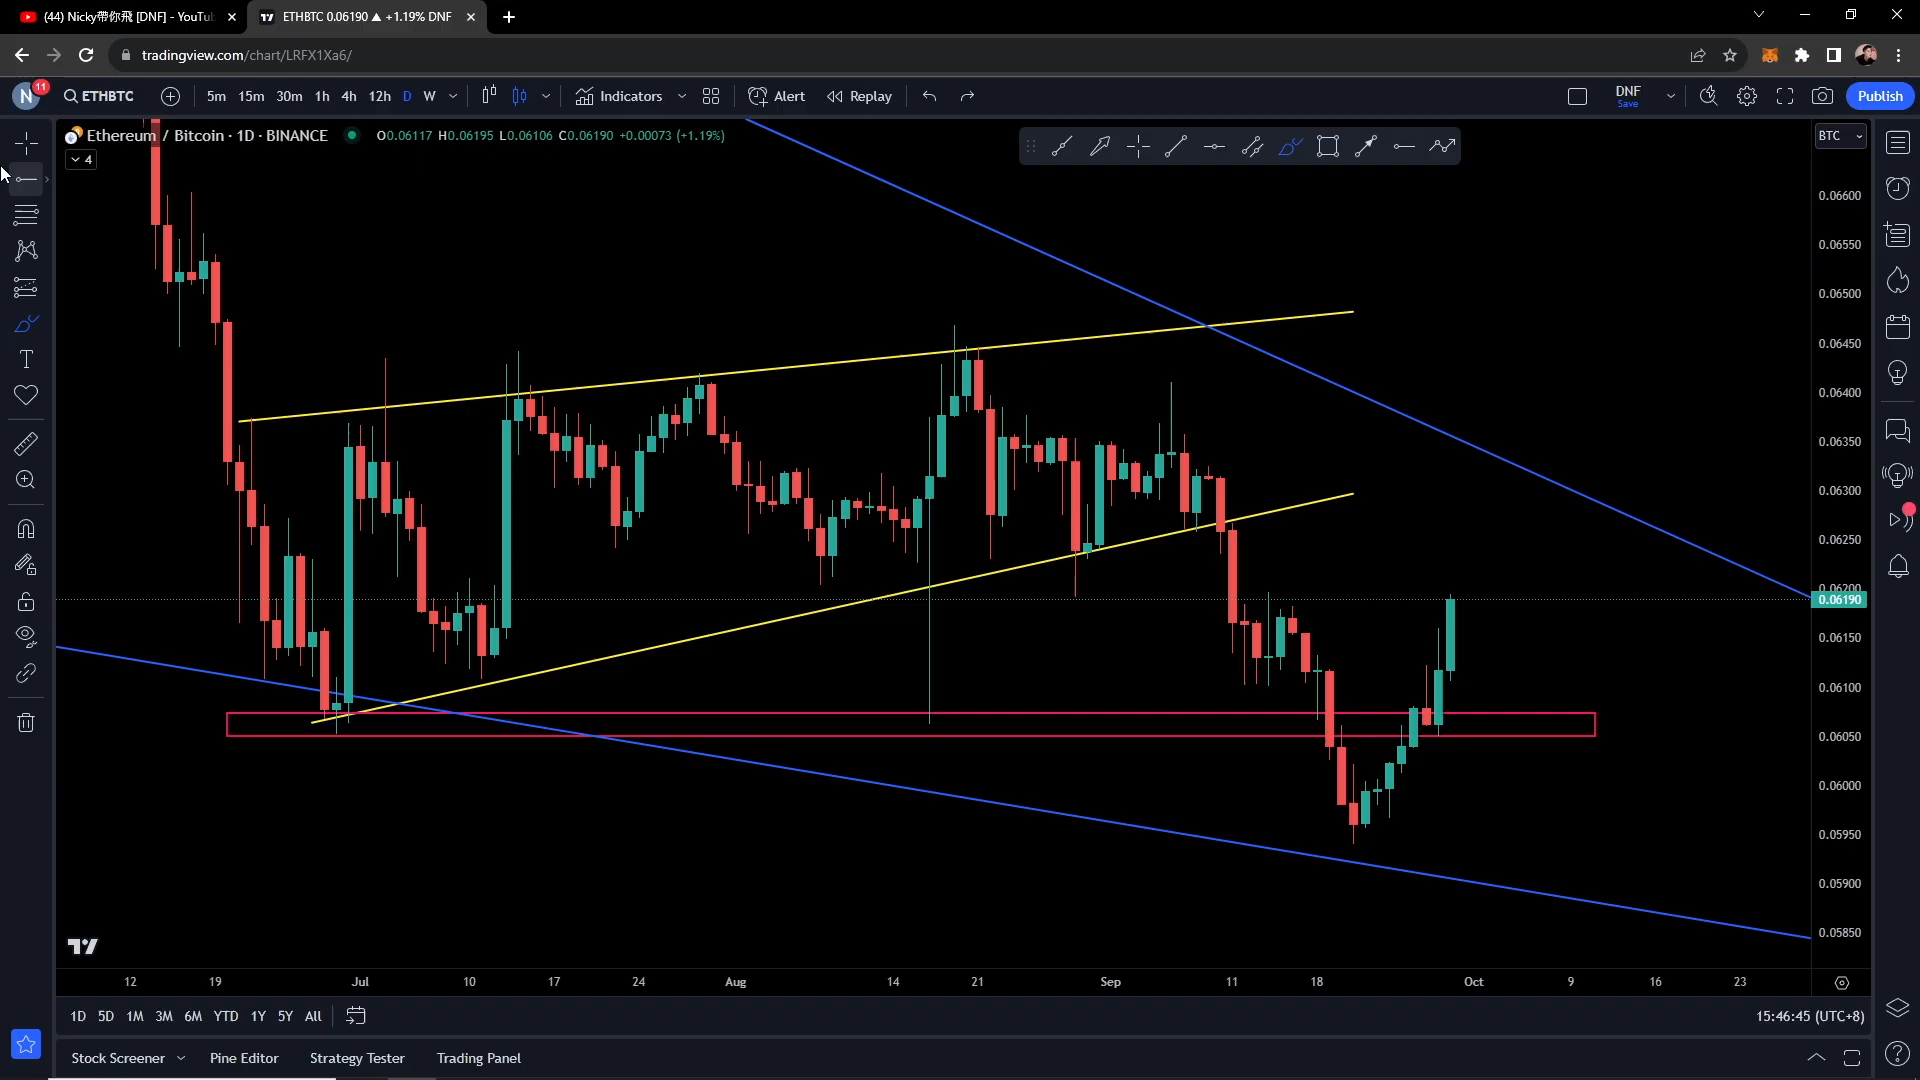 (44) Nicky帶你飛 [DNF] - YouTu
ETHBTC 0.06190 ▲ +1.19% DNF
tradingview.com/chart/LRFX1Xa6/
N 11
ETHBTC
5m 15m 30m 1h 4h 12h D W
Indicators
Alert
Replay
DNF
Save
Publish
Ethereum / Bitcoin · 1D · BINANCE
O0.06117 H0.06195 L0.06106 C0.06190 +0.00073 (+1.19%)
4
BTC
0.06600
0.06550
0.06500
0.06450
0.06400
0.06350
0.06300
0.06250
0.06200
0.06190
0.06150
0.06100
0.06050
0.06000
0.05950
0.05900
0.05850
12 19 Jul 10 17 24 Aug 14 21 Sep 11 18 Oct 9 16 23
1D 5D 1M 3M 6M YTD 1Y 5Y All
15:46:45 (UTC+8)
Stock Screener
Pine Editor
Strategy Tester
Trading Panel